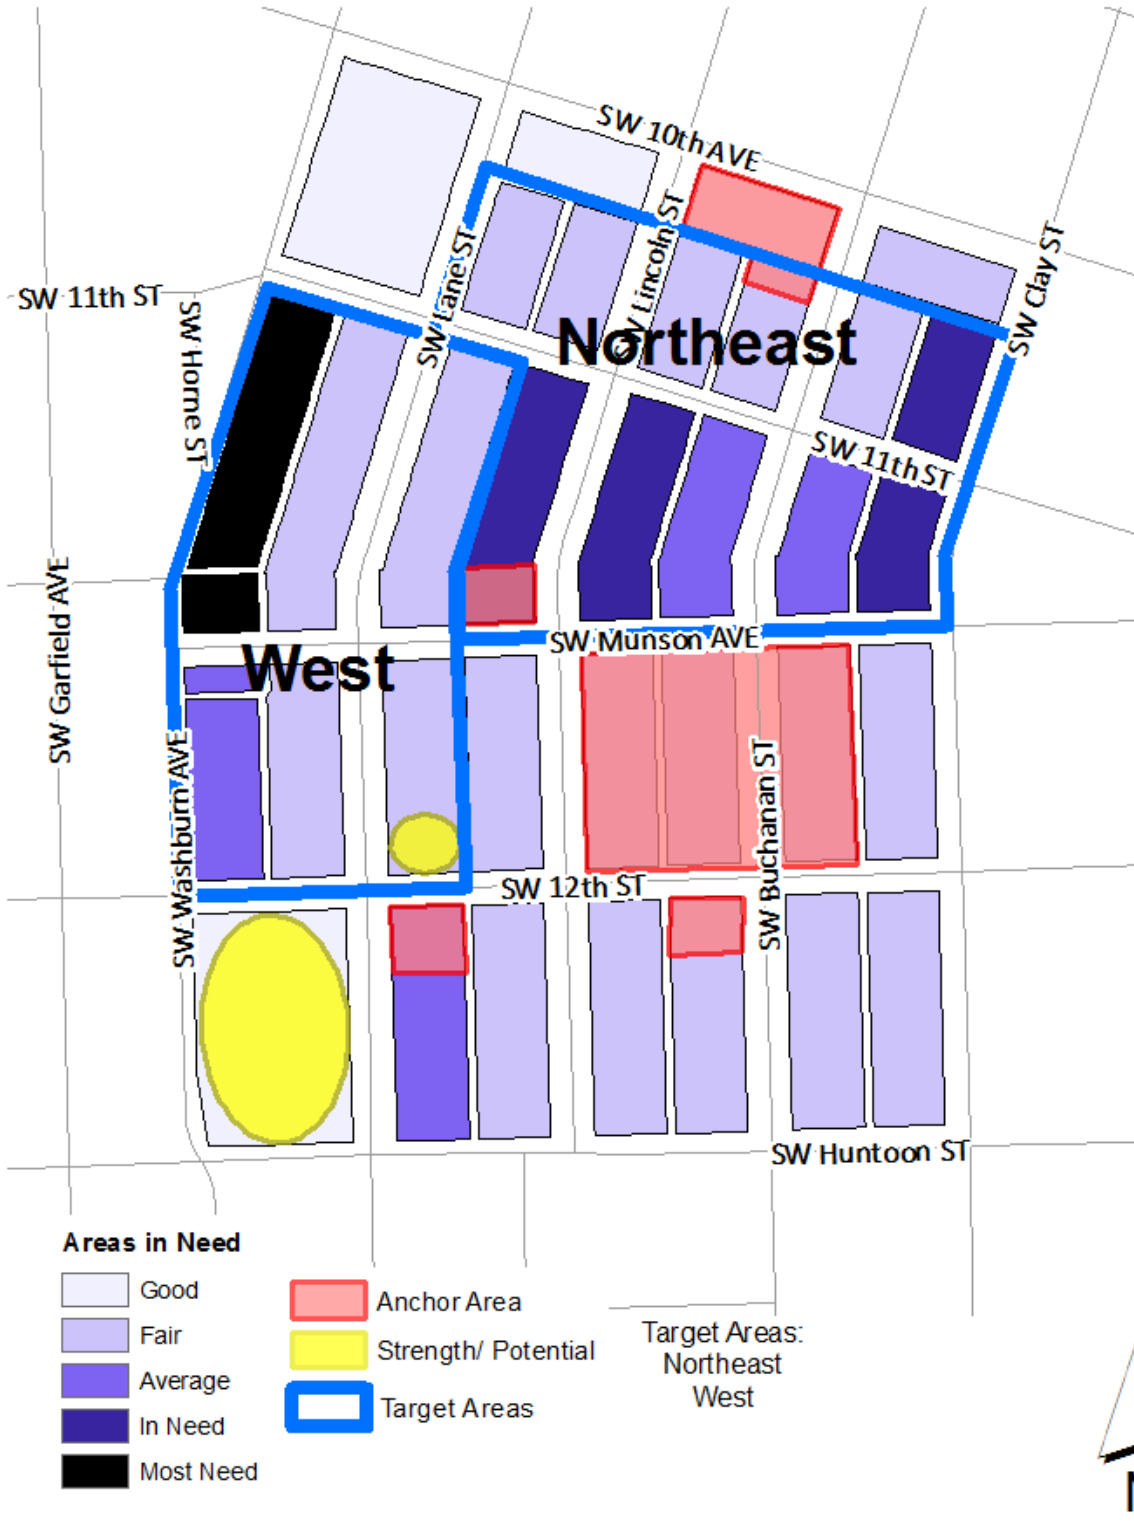 SW 10th AVE
SW Clay ST
SW Lincoln ST
SW Lane ST
SW 11th ST
SW Horne ST
Northeast
SW 11th ST
SW Garfield AVE
SW Munson AVE
West
SW Washburn AVE
SW Buchanan ST
SW 12th ST
SW Huntoon ST
Areas in Need
Good
Fair
Average
In Need
Most Need
Anchor Area
Strength/ Potential
Target Areas
Target Areas:
Northeast
West